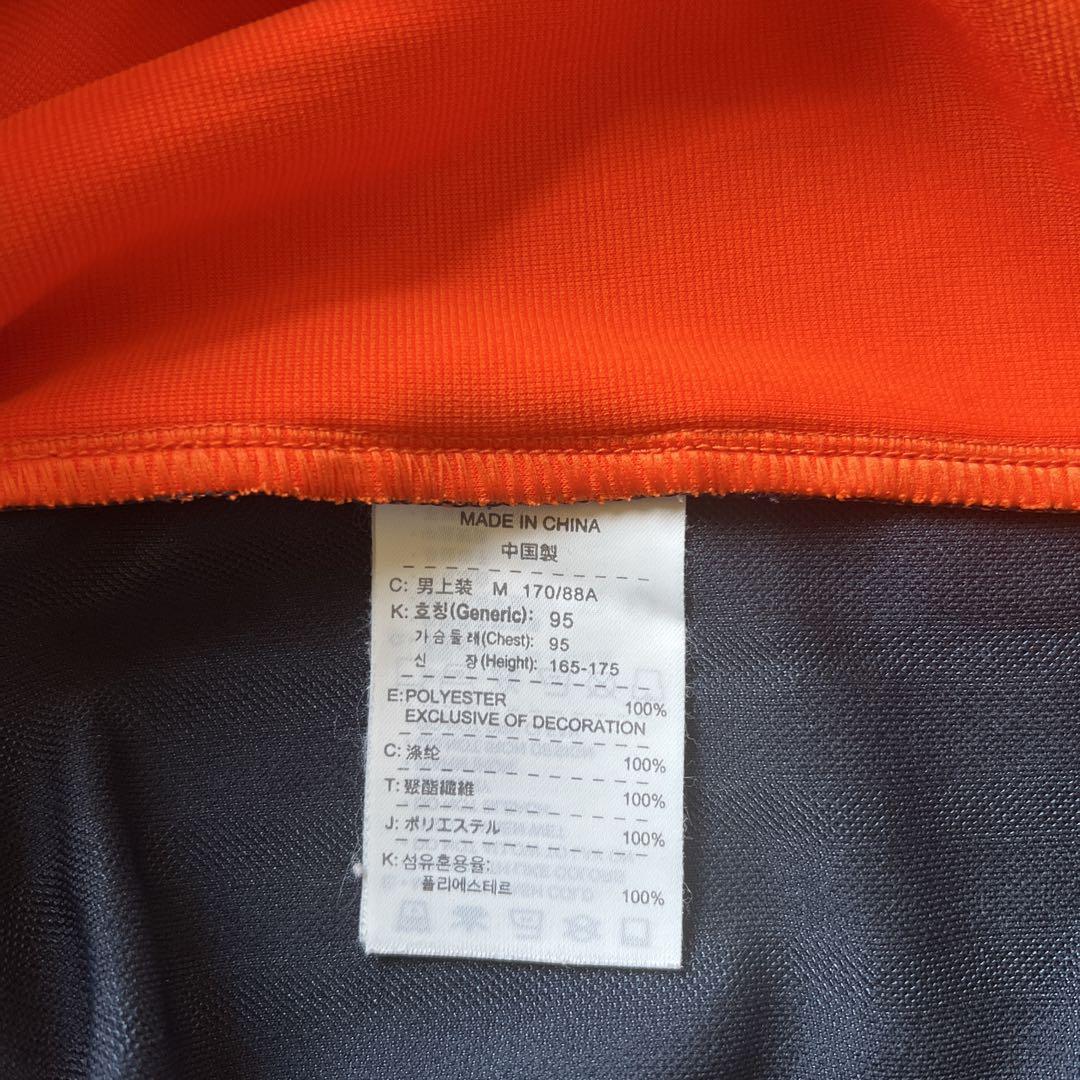 MADE IN CHINA
中国製
C: 男上装 M 170/88A
K: 호칭(Generic): 95
가슴둘레(Chest): 95
신 장(Height): 165-175
E:POLYESTER 100%
EXCLUSIVE OF DECORATION
C: 涤纶 100%
T: 聚酯纖維 100%
J: ポリエステル 100%
K: 섬유혼용율:
폴리에스테르 100%